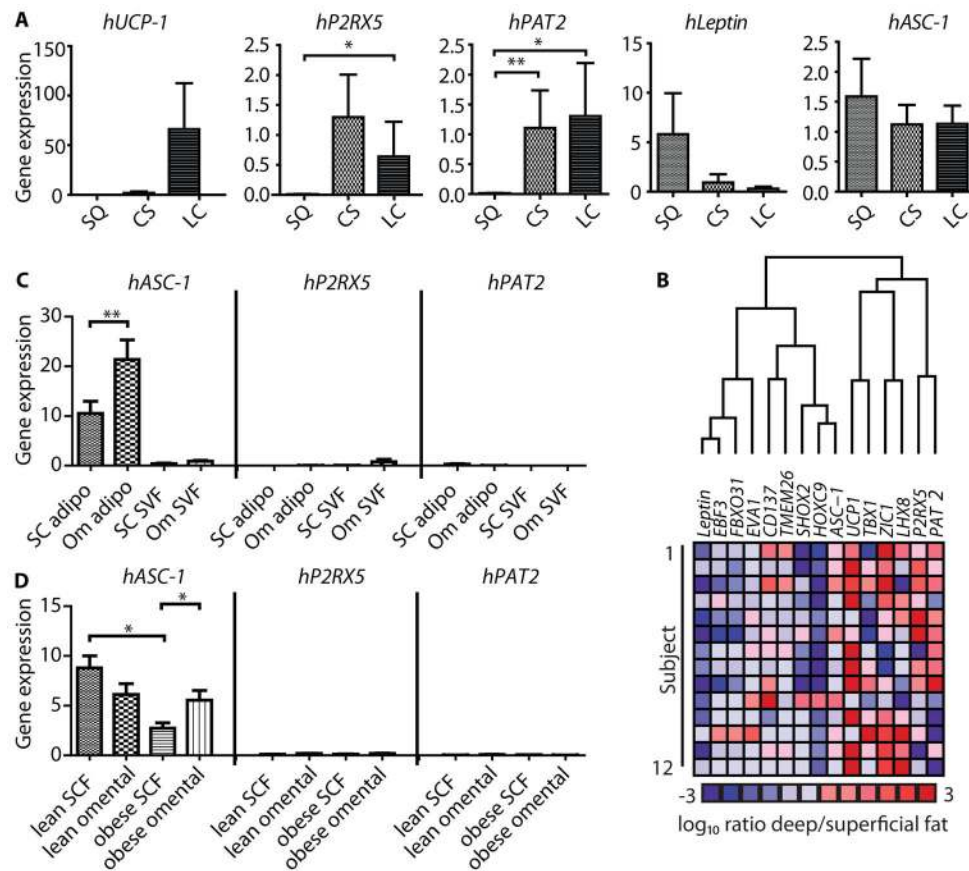 A
hUCP-1
hP2RX5
hPAT2
hLeptin
hASC-1
Gene expression
150
100
75
50
25
0
SQ
CS
LC
2.5
2.0
1.5
1.0
0.5
0.0
*
SQ
CS
LC
2.5
2.0
1.5
1.0
0.5
0.0
**
*
SQ
CS
LC
15
10
5
0
SQ
CS
LC
2.5
2.0
1.5
1.0
0.5
0.0
SQ
CS
LC
C
hASC-1
hP2RX5
hPAT2
Gene expression
30
20
10
0
**
SC adipo
Om adipo
SC SVF
Om SVF
SC adipo
Om adipo
SC SVF
Om SVF
SC adipo
Om adipo
SC SVF
Om SVF
D
hASC-1
hP2RX5
hPAT2
Gene expression
15
10
5
0
*
*
lean SCF
lean omental
obese SCF
obese omental
lean SCF
lean omental
obese SCF
obese omental
lean SCF
lean omental
obese SCF
obese omental
B
Leptin
EBF3
FBXO31
EVA1
CD137
TMEM26
SHOX2
HOXC9
ASC-1
UCP1
TBX1
ZIC1
LHX8
P2RX5
PAT 2
1
Subject
12
-3
3
log₁₀ ratio deep/superficial fat